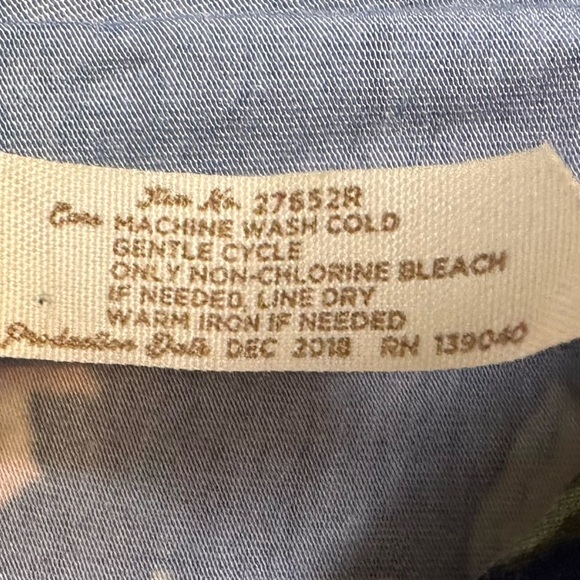 Item No. 27652R
Care MACHINE WASH COLD
GENTLE CYCLE
ONLY NON-CHLORINE BLEACH
IF NEEDED, LINE DRY
WARM IRON IF NEEDED
Production Date DEC 2018 RN 139040